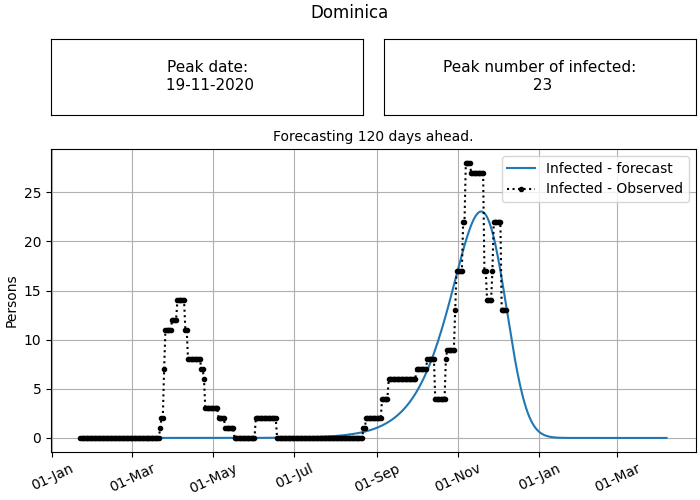 Dominica
Peak date:
19-11-2020
Peak number of infected:
23
Forecasting 120 days ahead.
Infected - forecast
Infected - Observed
Persons
25
20
15
10
5
0
01-Jan
01-Mar
01-May
01-Jul
01-Sep
01-Nov
01-Jan
01-Mar